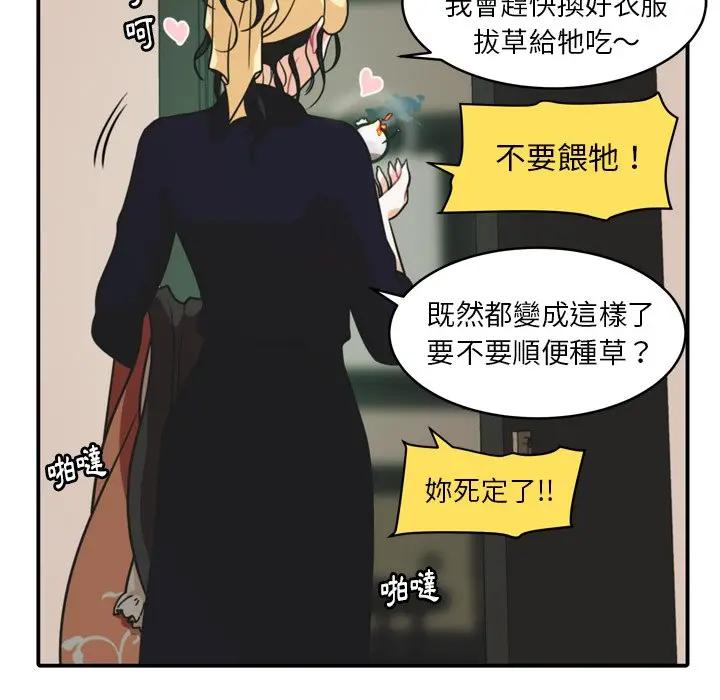 呵
我會趕快換好衣服
拔草給牠吃～
不要餵牠！
既然都變成這樣了
要不要順便種草？
妳死定了!!
啪噠
啪噠